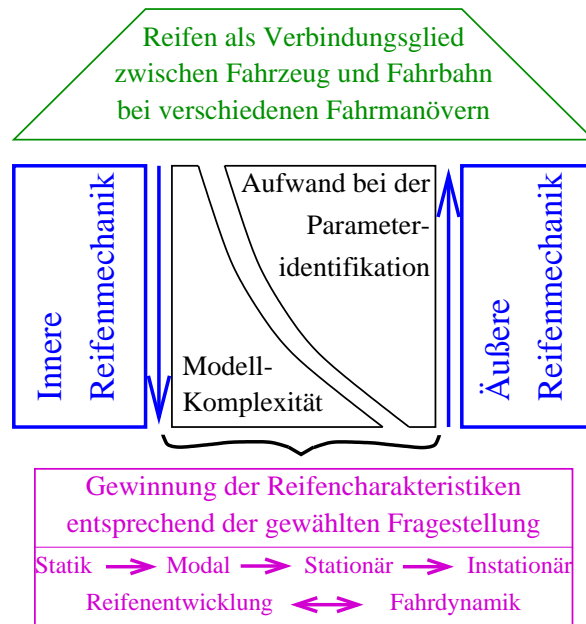 Reifen als Verbindungsglied
zwischen Fahrzeug und Fahrbahn
bei verschiedenen Fahrmanövern
Innere
Reifenmechanik
Aufwand bei der
Parameter-
identifikation
Modell-
Komplexität
Äußere
Reifenmechanik
Gewinnung der Reifencharakteristiken
entsprechend der gewählten Fragestellung
Statik Modal Stationär Instationär
Reifenentwicklung Fahrdynamik